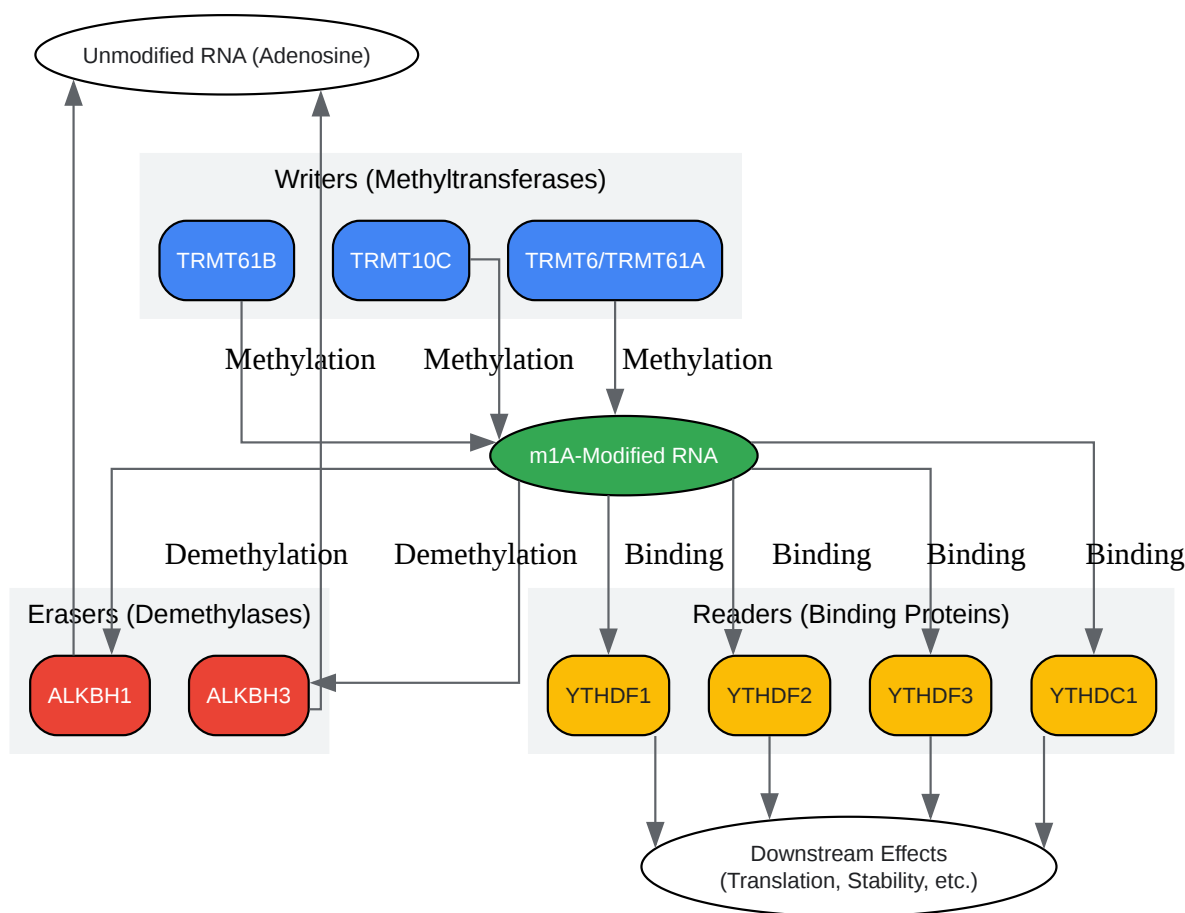 Unmodified RNA (Adenosine)
Writers (Methyltransferases)
TRMT61B
TRMT10C
TRMT6/TRMT61A
Methylation
Methylation
Methylation
m1A-Modified RNA
Demethylation
Demethylation
Binding
Binding
Binding
Binding
Erasers (Demethylases)
Readers (Binding Proteins)
ALKBH1
ALKBH3
YTHDF1
YTHDF2
YTHDF3
YTHDC1
Downstream Effects
(Translation, Stability, etc.)